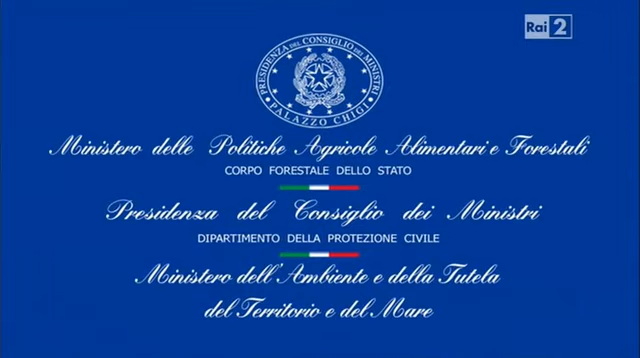 Rai 2
PRESIDENZA DEL CONSIGLIO DEI MINISTRI
PALAZZO CHIGI
Ministero delle Politiche Agricole Alimentari e Forestali
CORPO FORESTALE DELLO STATO
Presidenza del Consiglio dei Ministri
DIPARTIMENTO DELLA PROTEZIONE CIVILE
Ministero dell'Ambiente e della Tutela
del Territorio e del Mare